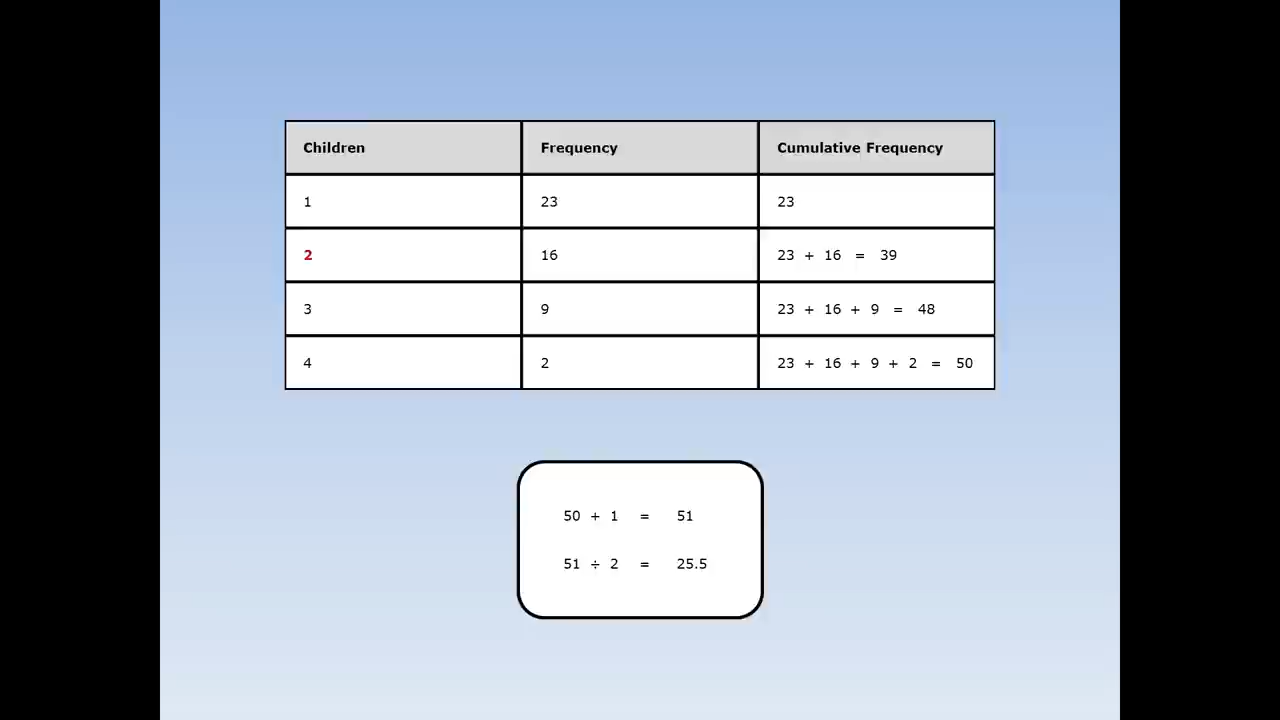 Children Frequency Cumulative Frequency
1 23 23
2 16 23 + 16 = 39
3 9 23 + 16 + 9 = 48
4 2 23 + 16 + 9 + 2 = 50
50 + 1 = 51
51 ÷ 2 = 25.5